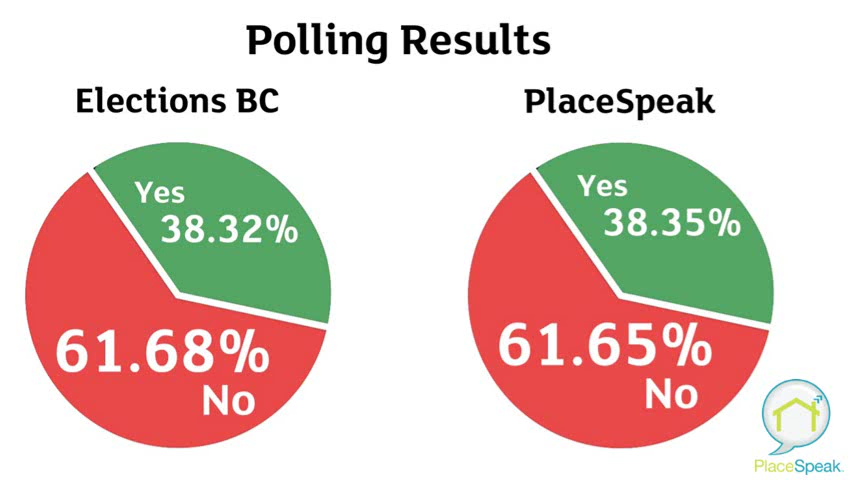 Polling Results
Elections BC
Yes
38.32%
61.68%
No
PlaceSpeak
Yes
38.35%
61.65%
No
PlaceSpeak